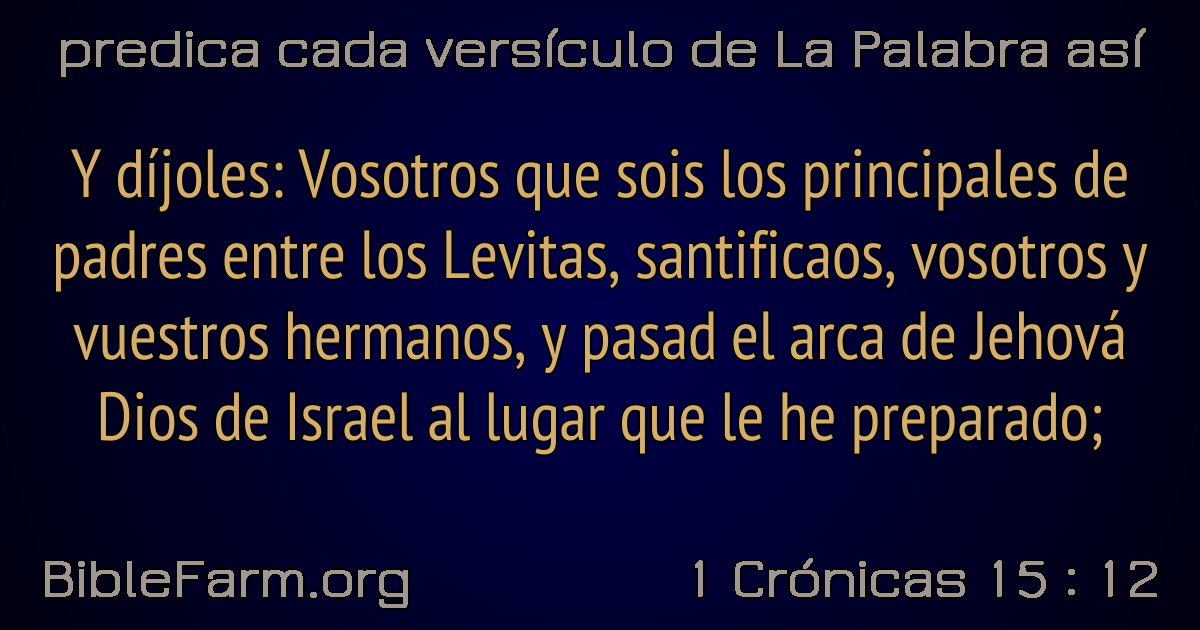 predica cada versículo de La Palabra así
Y díjoles: Vosotros que sois los principales de
padres entre los Levitas, santificaos, vosotros y
vuestros hermanos, y pasad el arca de Jehová
Dios de Israel al lugar que le he preparado;
BibleFarm.org
1 Crónicas 15 : 12